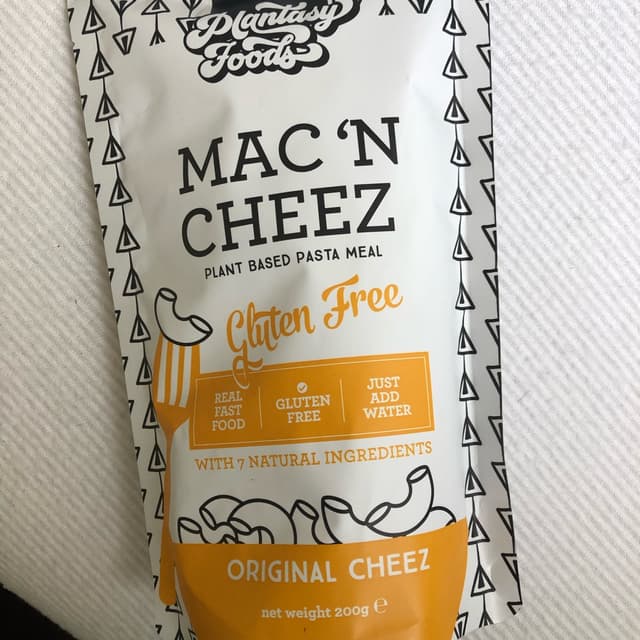 Plantasy
Foods
MAC 'N
CHEEZ
PLANT BASED PASTA MEAL
Gluten Free
REAL
FAST
FOOD
GLUTEN
FREE
JUST
ADD
WATER
WITH 7 NATURAL INGREDIENTS
ORIGINAL CHEEZ
net weight 200g ℮